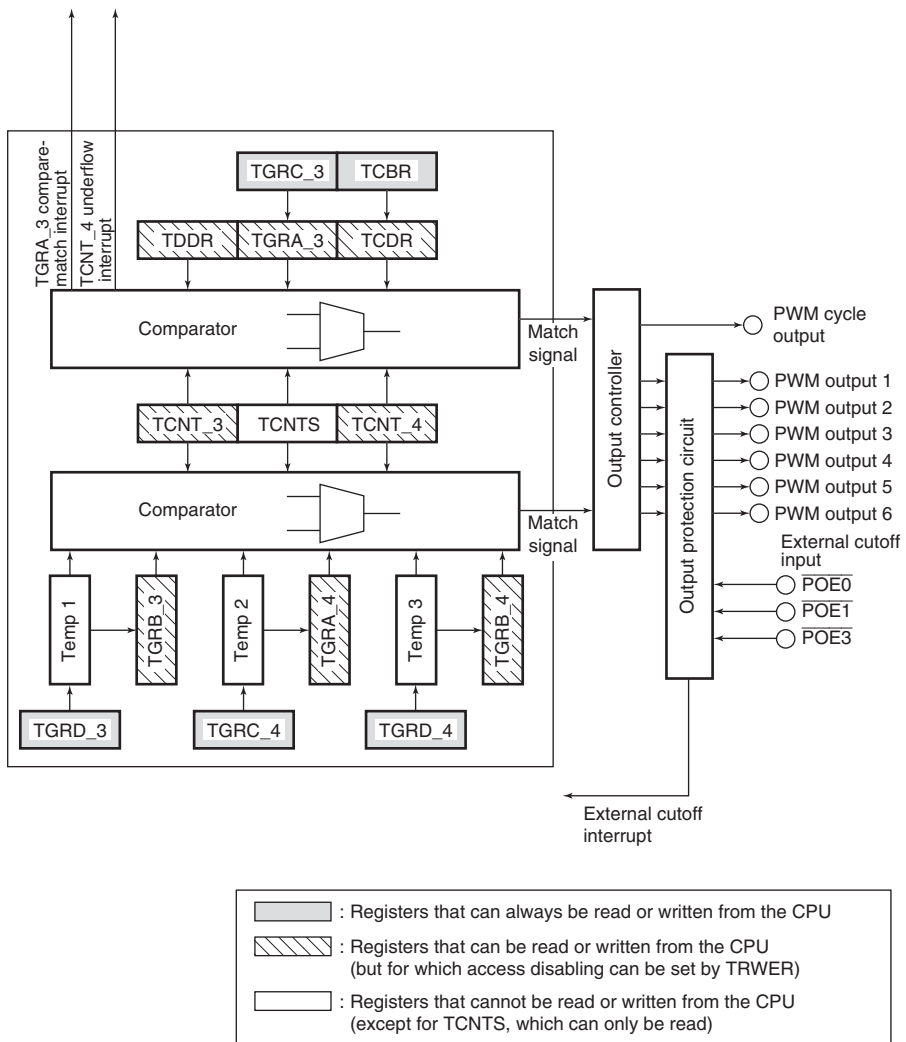 TGRA_3 compare-
match interrupt
TCNT_4 underflow
interrupt
TGRC_3
TCBR
TDDR
TGRA_3
TCDR
Comparator
Match
signal
PWM cycle
output
Output controller
Output protection circuit
PWM output 1
PWM output 2
PWM output 3
PWM output 4
PWM output 5
PWM output 6
TCNT_3
TCNTS
TCNT_4
Comparator
Match
signal
External cutoff
input
POE0
POE1
POE3
Temp 1
TGRB_3
Temp 2
TGRA_4
Temp 3
TGRB_4
TGRD_3
TGRC_4
TGRD_4
External cutoff
interrupt
: Registers that can always be read or written from the CPU
: Registers that can be read or written from the CPU
(but for which access disabling can be set by TRWER)
: Registers that cannot be read or written from the CPU
(except for TCNTS, which can only be read)